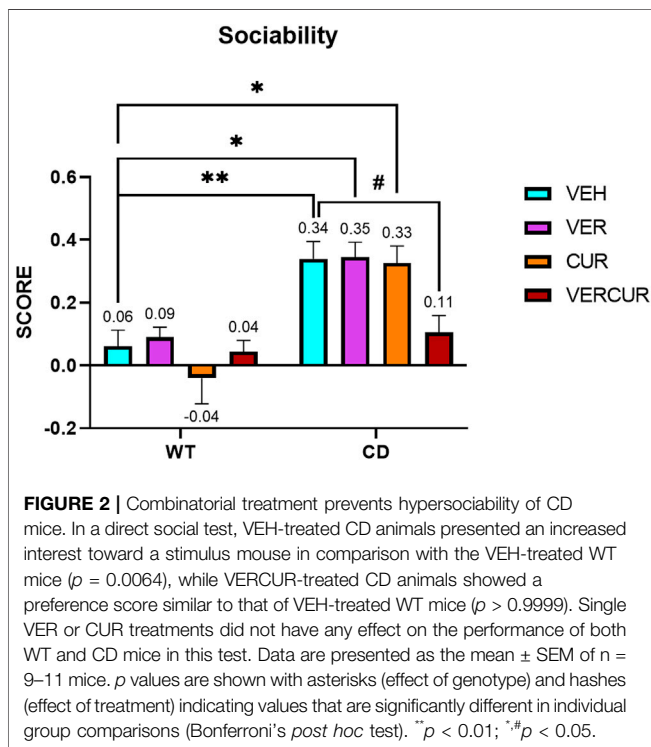 Sociability
*
*
**
#
0.6
0.4
0.2
0.0
-0.2
SCORE
0.06
0.09
-0.04
0.04
0.34
0.35
0.33
0.11
WT
CD
VEH
VER
CUR
VERCUR
FIGURE 2 | Combinatorial treatment prevents hypersociability of CD
mice. In a direct social test, VEH-treated CD animals presented an increased
interest toward a stimulus mouse in comparison with the VEH-treated WT
mice (p = 0.0064), while VERCUR-treated CD animals showed a
preference score similar to that of VEH-treated WT mice (p > 0.9999). Single
VER or CUR treatments did not have any effect on the performance of both
WT and CD mice in this test. Data are presented as the mean ± SEM of n =
9–11 mice. p values are shown with asterisks (effect of genotype) and hashes
(effect of treatment) indicating values that are significantly different in individual
group comparisons (Bonferroni's post hoc test). **p < 0.01; *,#p < 0.05.